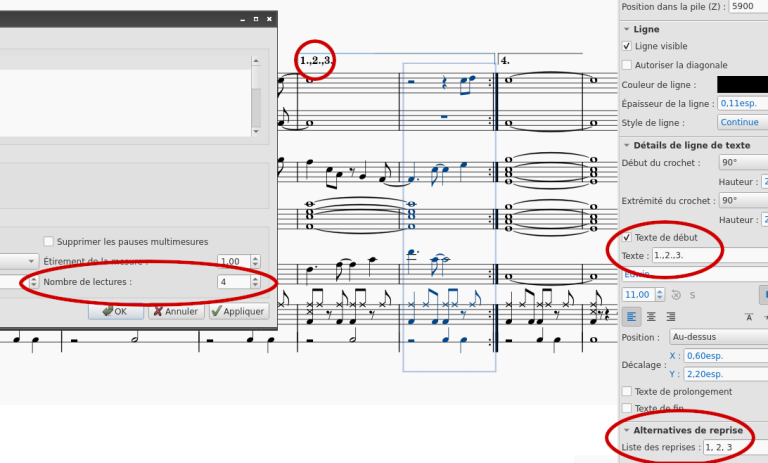 Position dans la pile (Z) : 5900
Ligne
Ligne visible
Autoriser la diagonale
Couleur de ligne :
Épaisseur de la ligne : 0,11esp.
Style de ligne : Continue
Détails de ligne de texte
Début du crochet : 90°
Hauteur : 2
Extrémité du crochet : 90°
Hauteur : 2
Texte de début
Texte : 1.,2.,3.
Edwin
11,00 S
Position : Au-dessus
Décalage :
X : 0,60esp.
Y : 2,20esp.
Texte de prolongement
Texte de fin
Alternatives de reprise
Liste des reprises : 1, 2, 3
1.,2.,3.
4.
Supprimer les pauses multimesures
Étirement de la mesure : 1,00
Nombre de lectures : 4
OK Annuler Appliquer